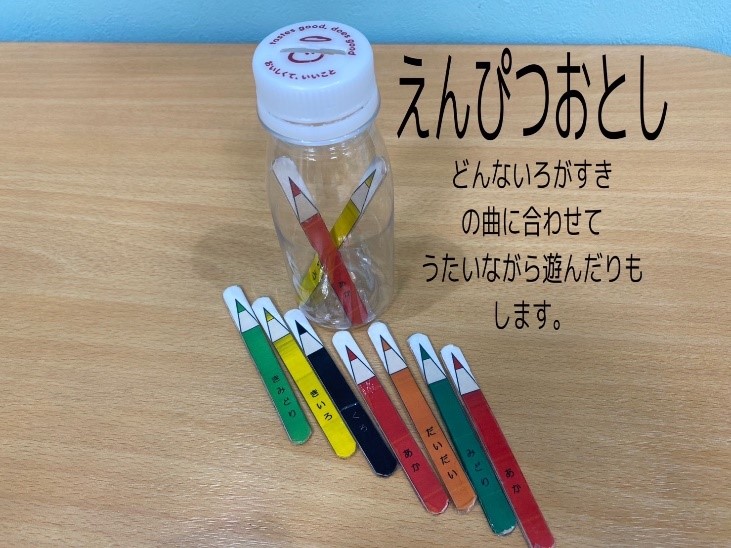 tastes good, does good
おいしくて、いいこと
えんぴつおとし
どんないろがすき
の曲に合わせて
うたいながら遊んだりも
します。
あか
きみどり
きいろ
くろ
あか
だいだい
みどり
あか